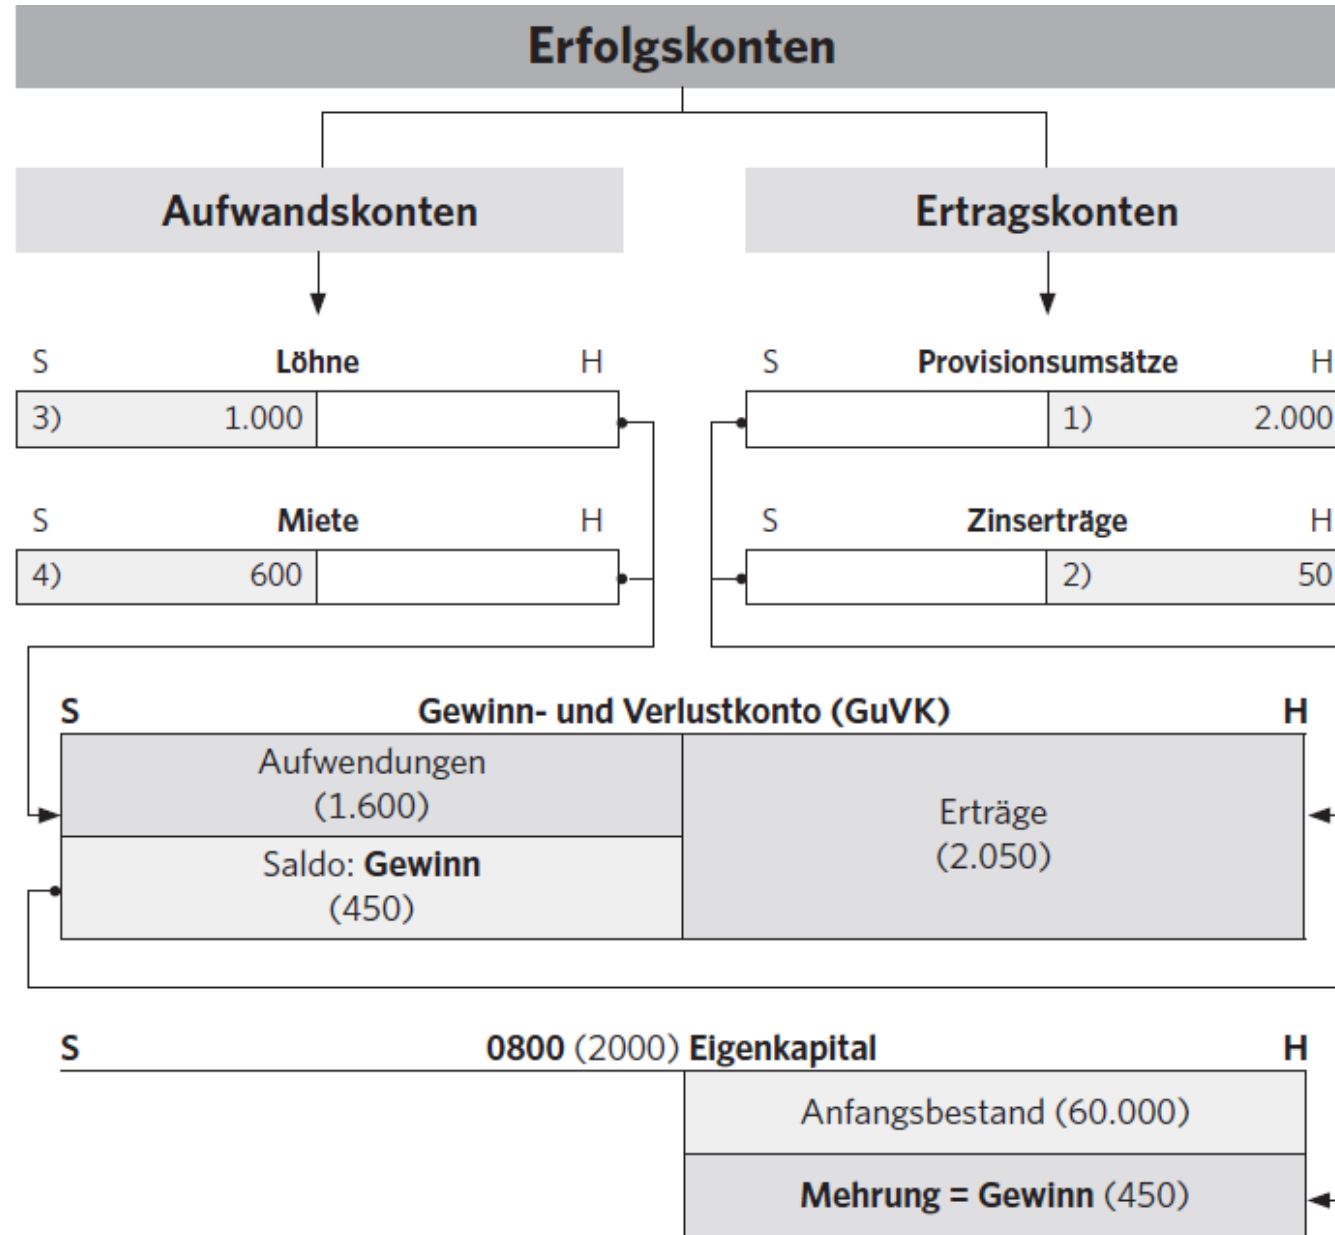 Erfolgskonten
Aufwandskonten
Ertragskonten
S Löhne H
3) 1.000
S Provisionsumsätze H
1) 2.000
S Miete H
4) 600
S Zinserträge H
2) 50
S Gewinn- und Verlustkonto (GuVK) H
Aufwendungen
(1.600)
Saldo: Gewinn
(450)
Erträge
(2.050)
S 0800 (2000) Eigenkapital H
Anfangsbestand (60.000)
Mehrung = Gewinn (450)